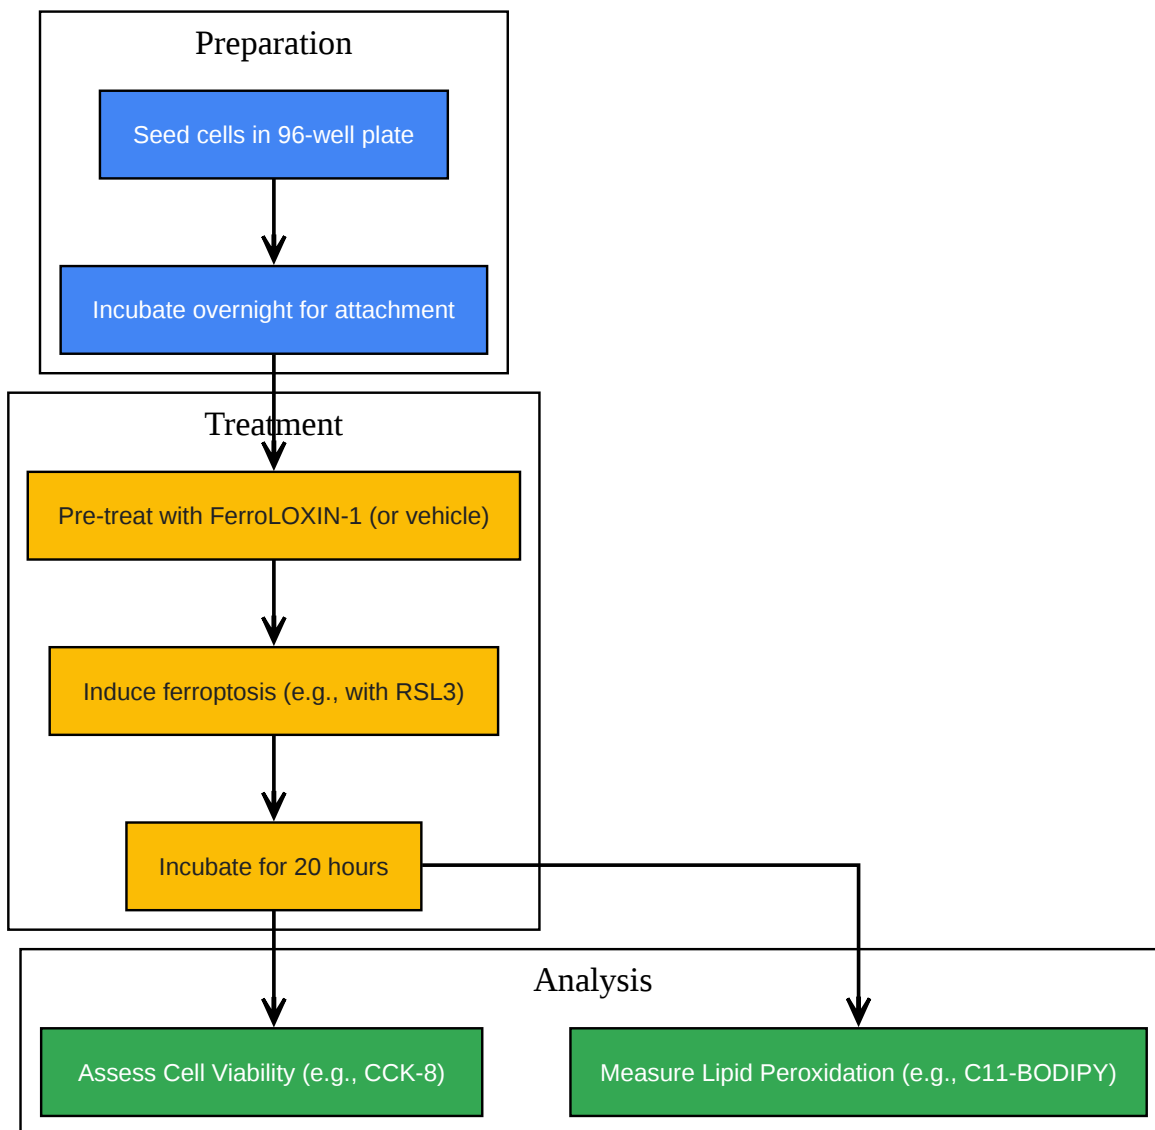 Preparation
Seed cells in 96-well plate
Incubate overnight for attachment
Treatment
Pre-treat with FerroLOXIN-1 (or vehicle)
Induce ferroptosis (e.g., with RSL3)
Incubate for 20 hours
Analysis
Assess Cell Viability (e.g., CCK-8)
Measure Lipid Peroxidation (e.g., C11-BODIPY)